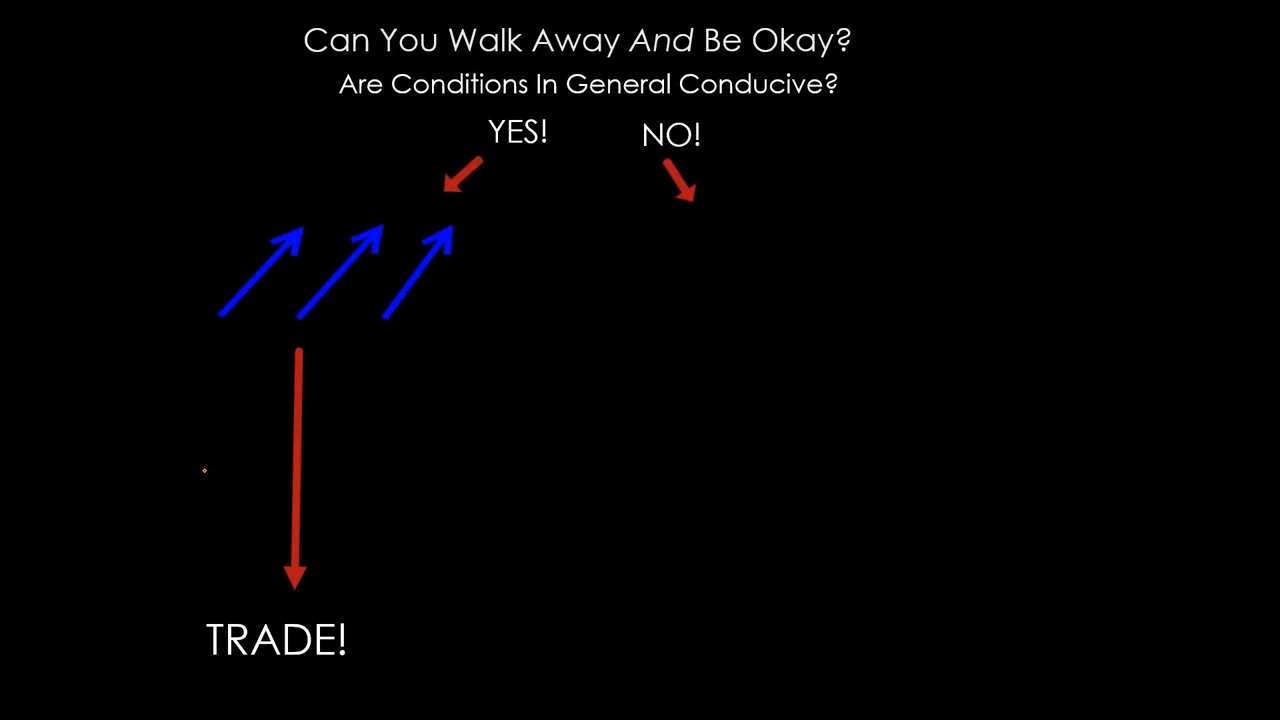 Can You Walk Away And Be Okay?
Are Conditions In General Conducive?
YES! NO!
TRADE!